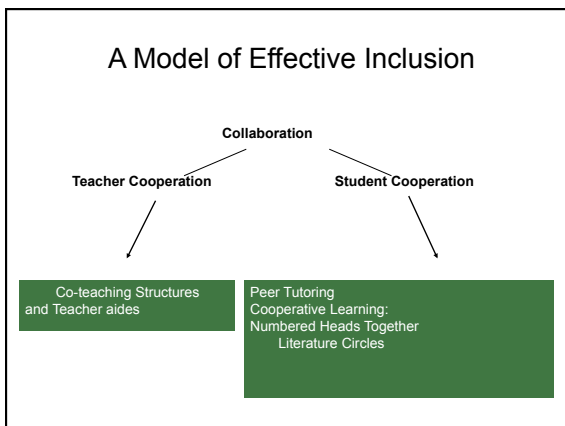 A Model of Effective Inclusion
Collaboration
Teacher Cooperation
Student Cooperation
Co-teaching Structures
and Teacher aides
Peer Tutoring
Cooperative Learning:
Numbered Heads Together
Literature Circles